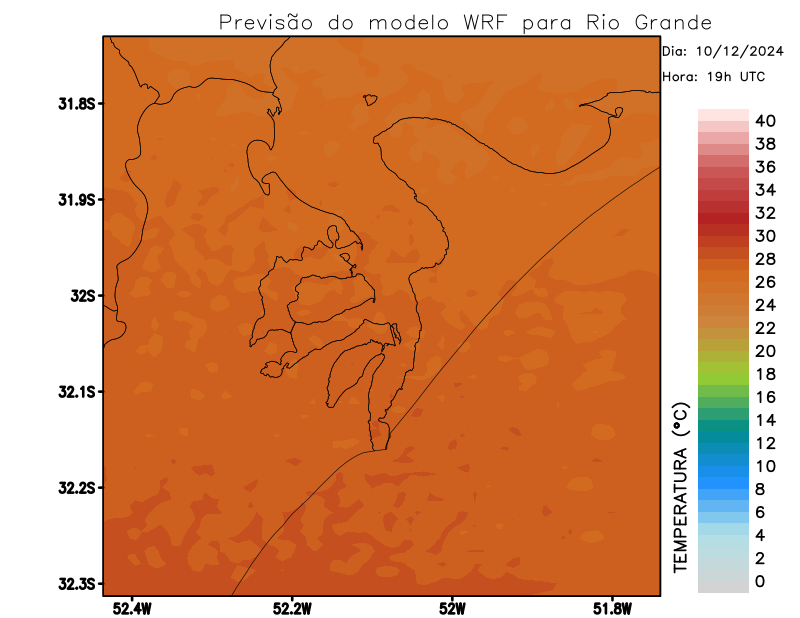 Previsão do modelo WRF para Rio Grande
Dia: 10/12/2024
Hora: 19h UTC
31.8S
31.9S
32S
32.1S
32.2S
32.3S
52.4W
52.2W
52W
51.8W
TEMPERATURA (°C)
40
38
36
34
32
30
28
26
24
22
20
18
16
14
12
10
8
6
4
2
0